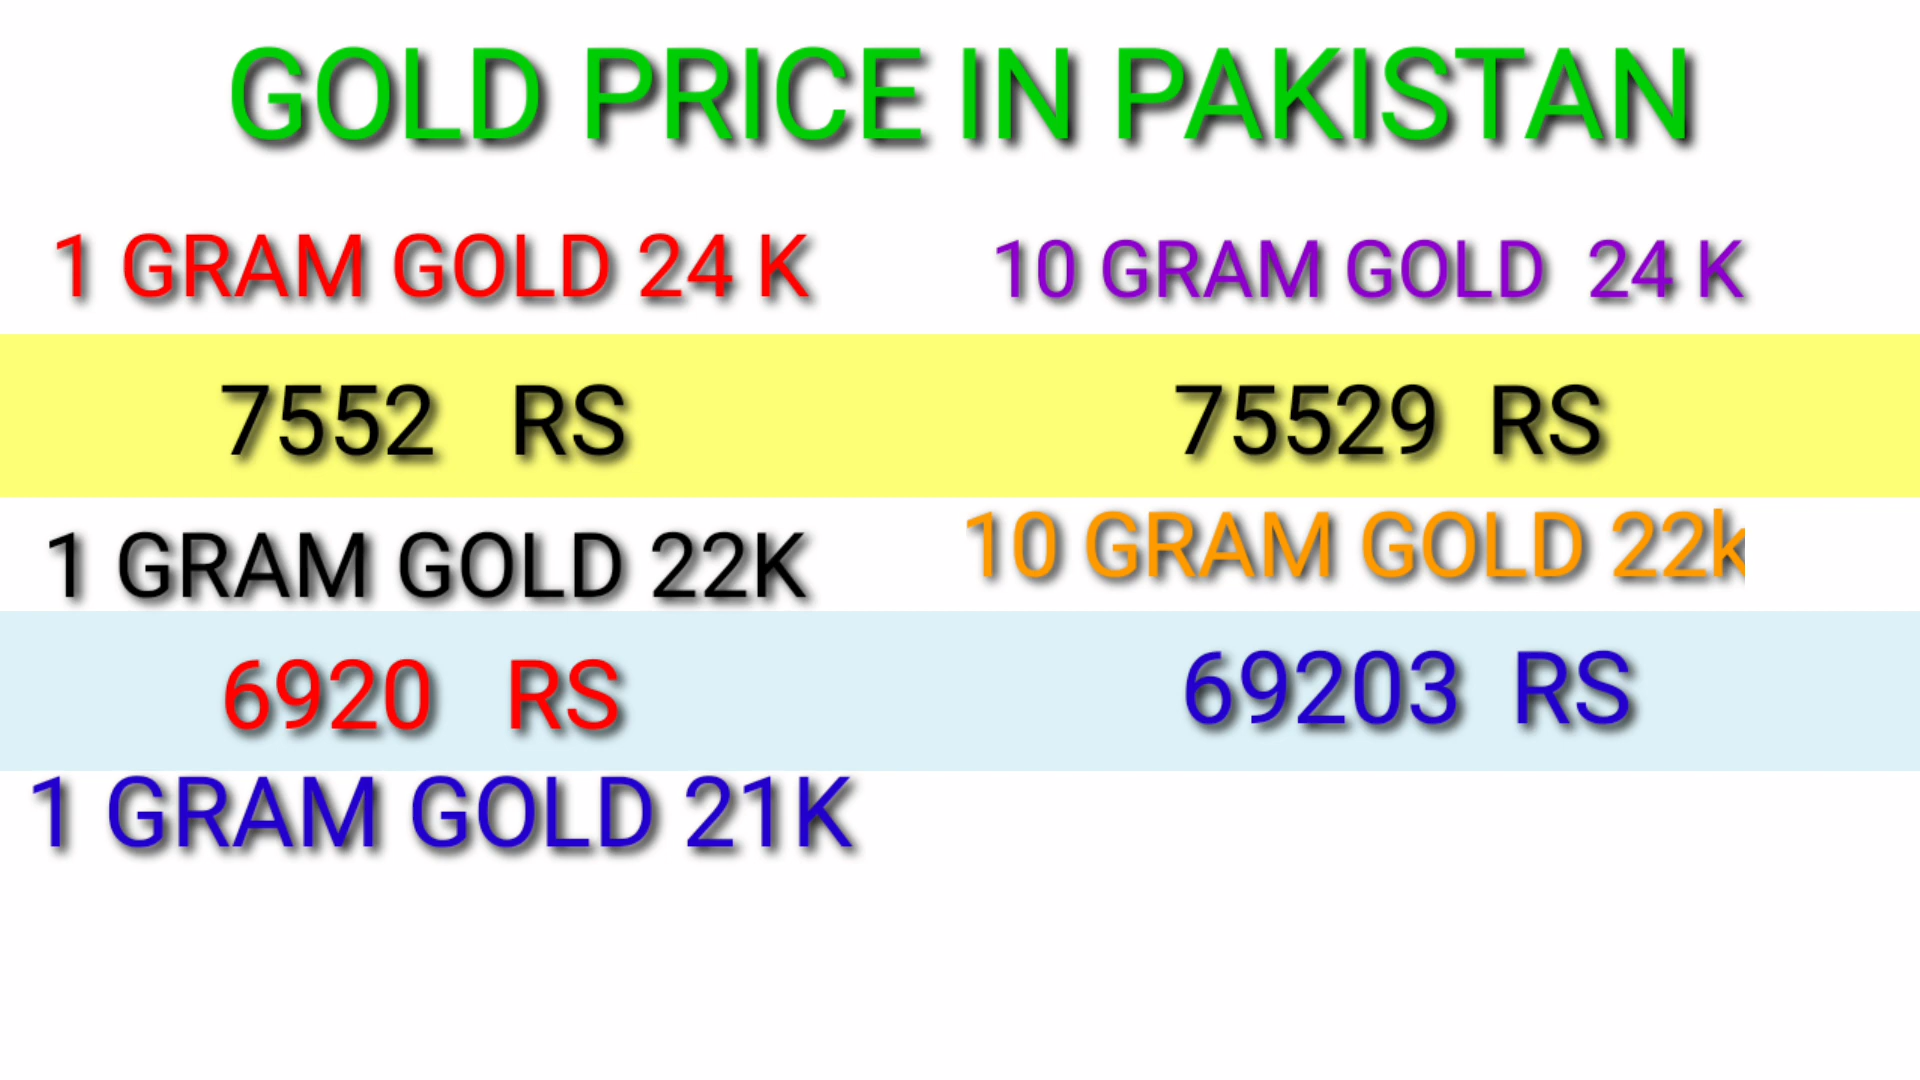 GOLD PRICE IN PAKISTAN
1 GRAM GOLD 24 K
10 GRAM GOLD 24 K
7552 RS
75529 RS
1 GRAM GOLD 22K
10 GRAM GOLD 22k
6920 RS
69203 RS
1 GRAM GOLD 21K